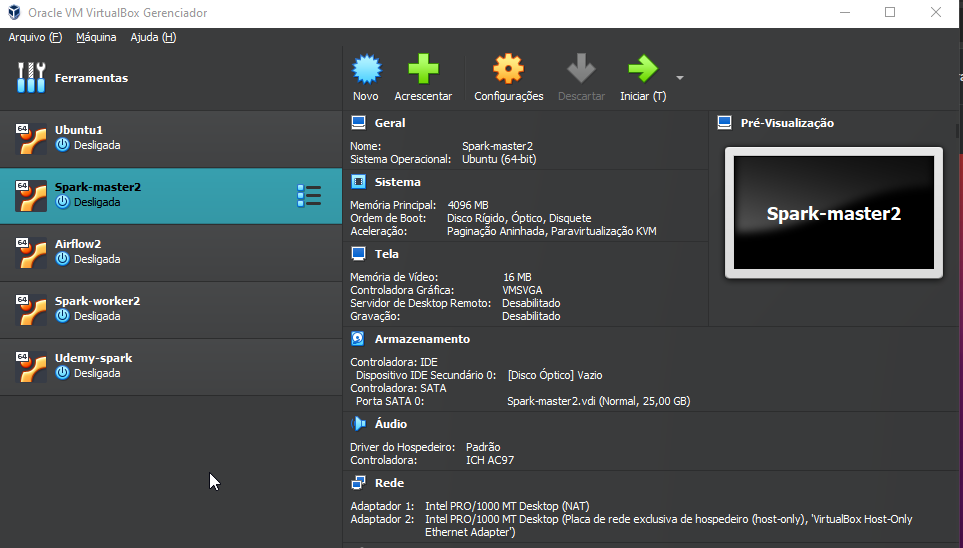 Oracle VM VirtualBox Gerenciador
Arquivo (F) Máquina Ajuda (H)
Ferramentas
Novo Acrescentar Configurações Descartar Iniciar (T)
64 Ubuntu1
Desligada
64 Spark-master2
Desligada
64 Airflow2
Desligada
64 Spark-worker2
Desligada
64 Udemy-spark
Desligada
Geral
Nome: Spark-master2
Sistema Operacional: Ubuntu (64-bit)
Sistema
Memória Principal: 4096 MB
Ordem de Boot: Disco Rígido, Óptico, Disquete
Aceleração: Paginação Aninhada, Paravirtualização KVM
Tela
Memória de Vídeo: 16 MB
Controladora Gráfica: VMSVGA
Servidor de Desktop Remoto: Desabilitado
Gravação: Desabilitado
Pré-Visualização
Spark-master2
Armazenamento
Controladora: IDE
Dispositivo IDE Secundário 0: [Disco Óptico] Vazio
Controladora: SATA
Porta SATA 0: Spark-master2.vdi (Normal, 25,00 GB)
Áudio
Driver do Hospedeiro: Padrão
Controladora: ICH AC97
Rede
Adaptador 1: Intel PRO/1000 MT Desktop (NAT)
Adaptador 2: Intel PRO/1000 MT Desktop (Placa de rede exclusiva de hospedeiro (host-only), 'VirtualBox Host-Only
Ethernet Adapter')